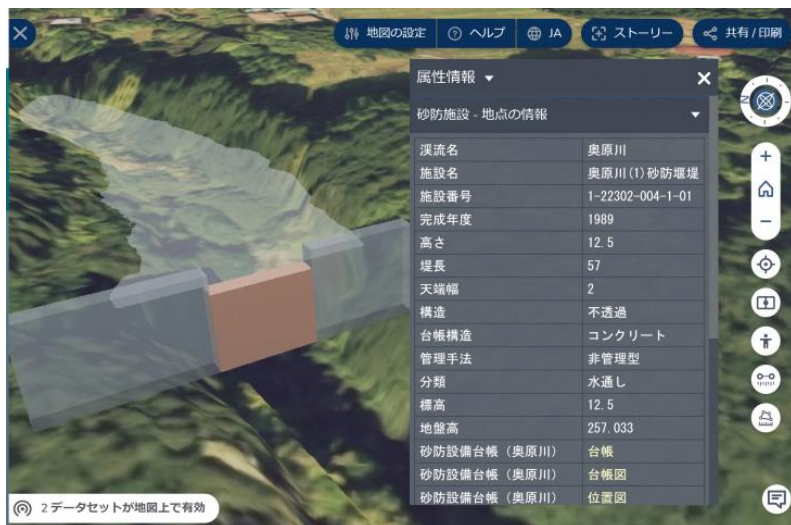 地図の設定 ヘルプ JA ストーリー 共有/印刷
属性情報
砂防施設 - 地点の情報
渓流名 奥原川
施設名 奥原川(1)砂防堰堤
施設番号 1-22302-004-1-01
完成年度 1989
高さ 12.5
堤長 57
天端幅 2
構造 不透過
台帳構造 コンクリート
管理手法 非管理型
分類 水通し
標高 12.5
地盤高 257.033
砂防設備台帳（奥原川） 台帳
砂防設備台帳（奥原川） 台帳図
砂防設備台帳（奥原川） 位置図
N
2 データセットが地図上で有効